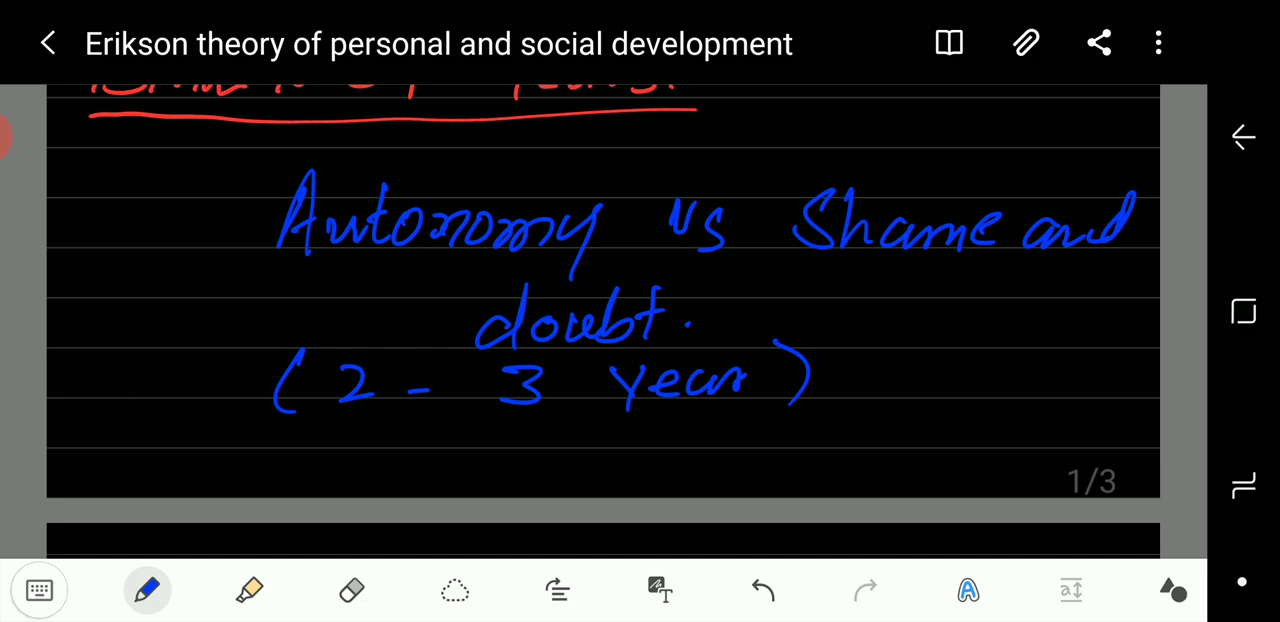 Erikson theory of personal and social development
Autonomy vs Shame and
doubt.
(2 - 3 Year)
1/3